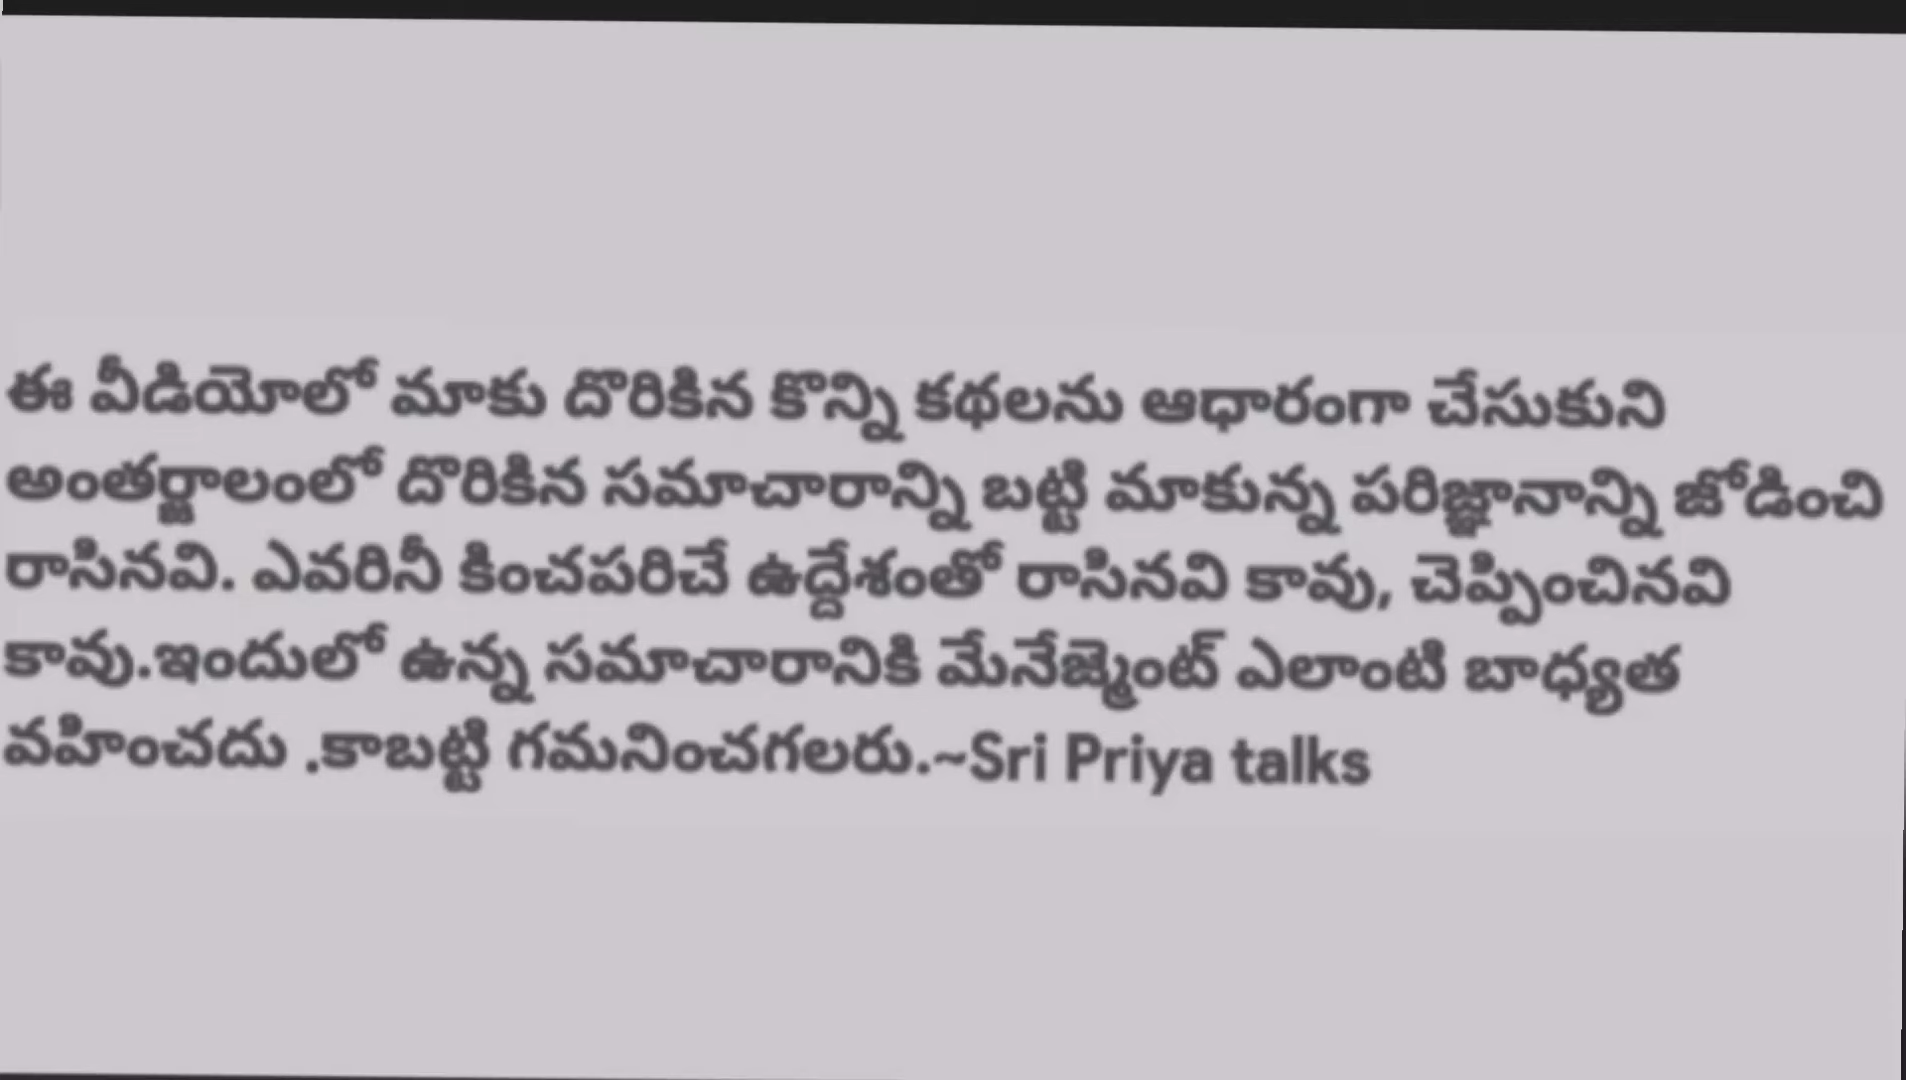 ఈ వీడియోలో మాకు దొరికిన కొన్ని కథలను ఆధారంగా చేసుకుని
అంతర్జాలంలో దొరికిన సమాచారాన్ని బట్టి మాకున్న పరిజ్ఞానాన్ని జోడించి
రాసినవి. ఎవరినీ కించపరిచే ఉద్దేశంతో రాసినవి కావు, చెప్పించినవి
కావు.ఇందులో ఉన్న సమాచారానికి మేనేజ్మెంట్ ఎలాంటి బాధ్యత
వహించదు .కాబట్టి గమనించగలరు.~Sri Priya talks